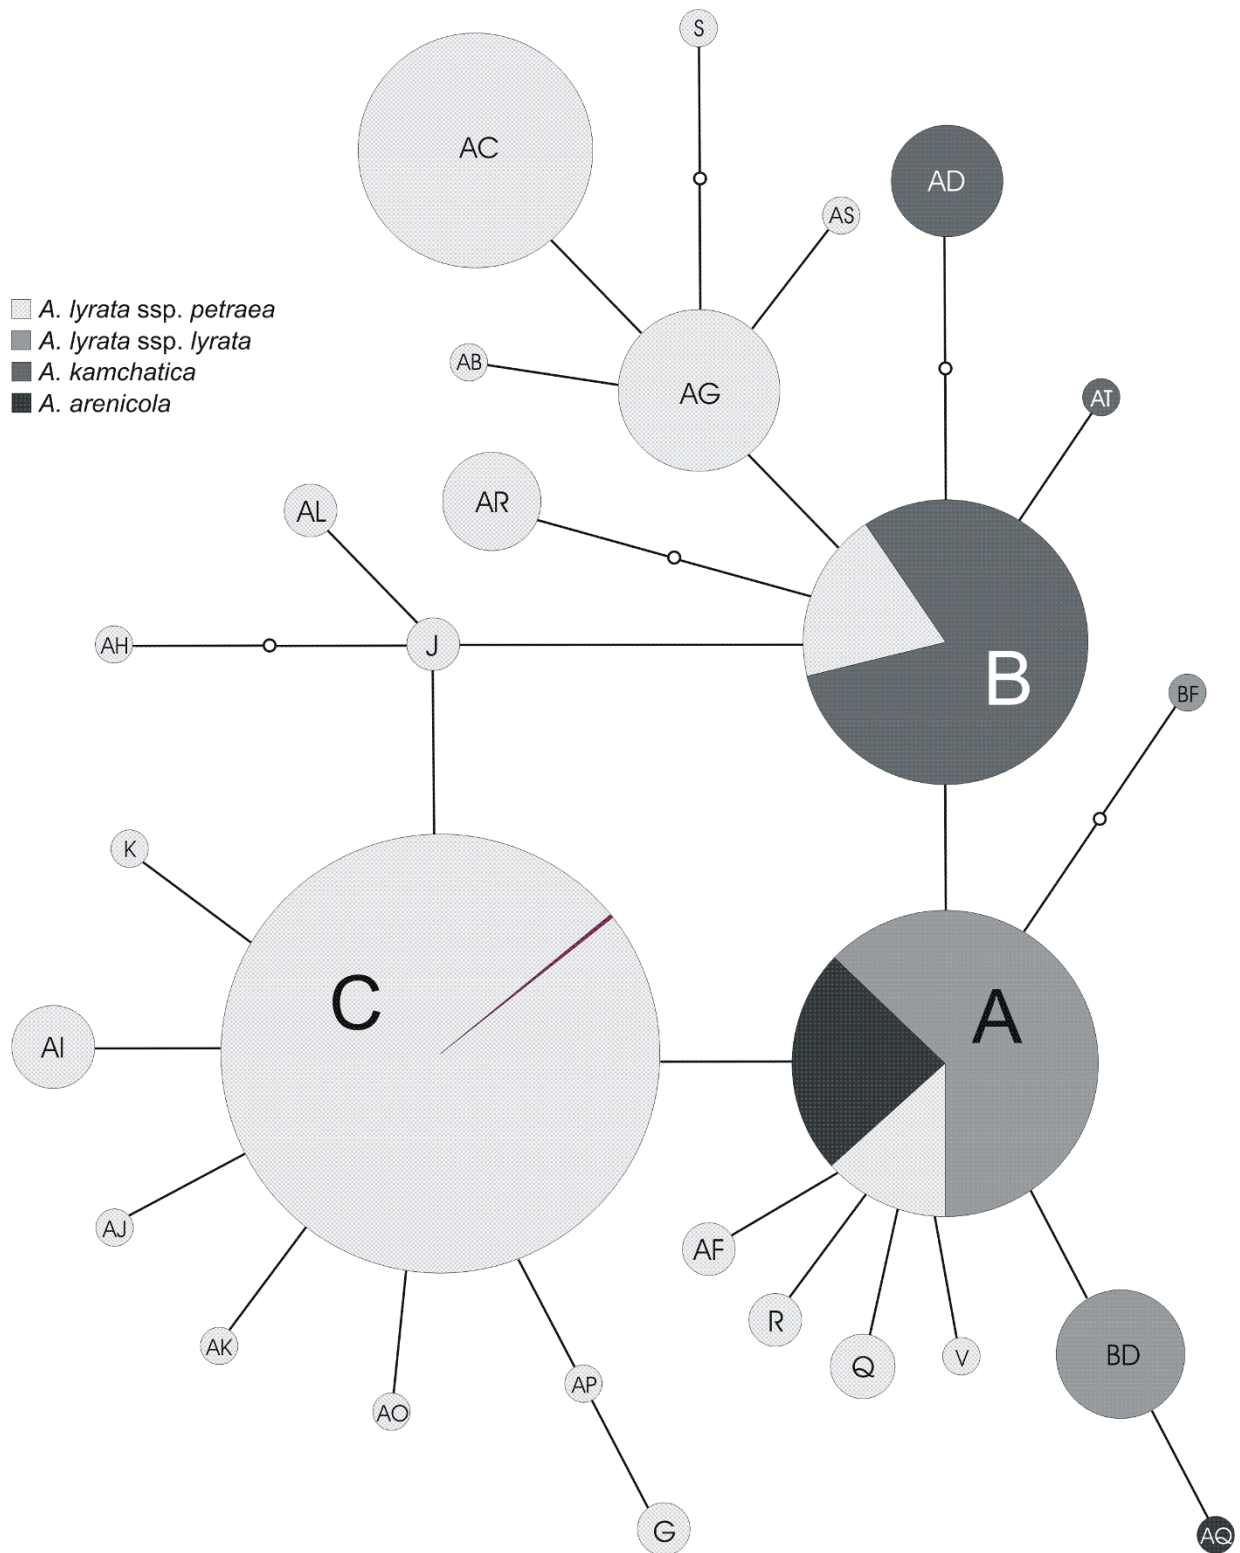 S
AC
AD
AS
A. lyrata ssp. petraea
A. lyrata ssp. lyrata
A. kamchatica
A. arenicola
AB
AG
AT
AR
AL
AH
J
B
BF
K
C
A
AI
AJ
AF
R
Q
V
BD
AK
AO
AP
G
AQ